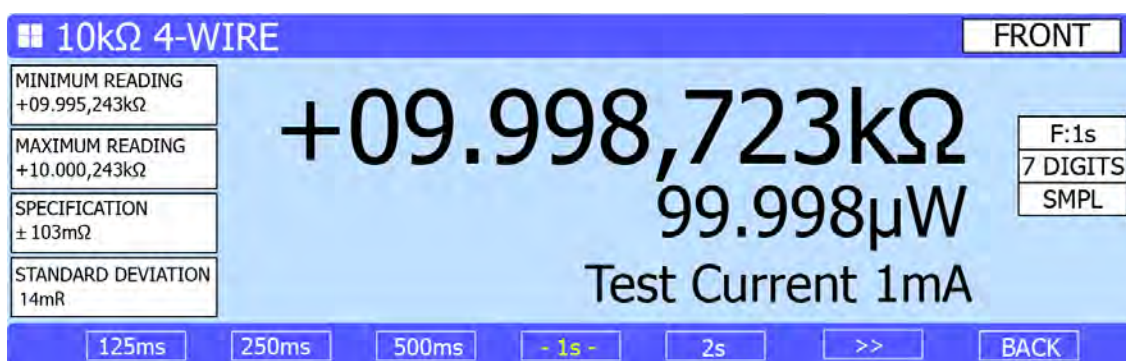 10kΩ 4-WIRE
FRONT
MINIMUM READING
+09.995,243kΩ
MAXIMUM READING
+10.000,243kΩ
SPECIFICATION
± 103mΩ
STANDARD DEVIATION
14mR
+09.998,723kΩ
99.998µW
Test Current 1mA
F:1s
7 DIGITS
SMPL
125ms 250ms 500ms - 1s - 2s >> BACK